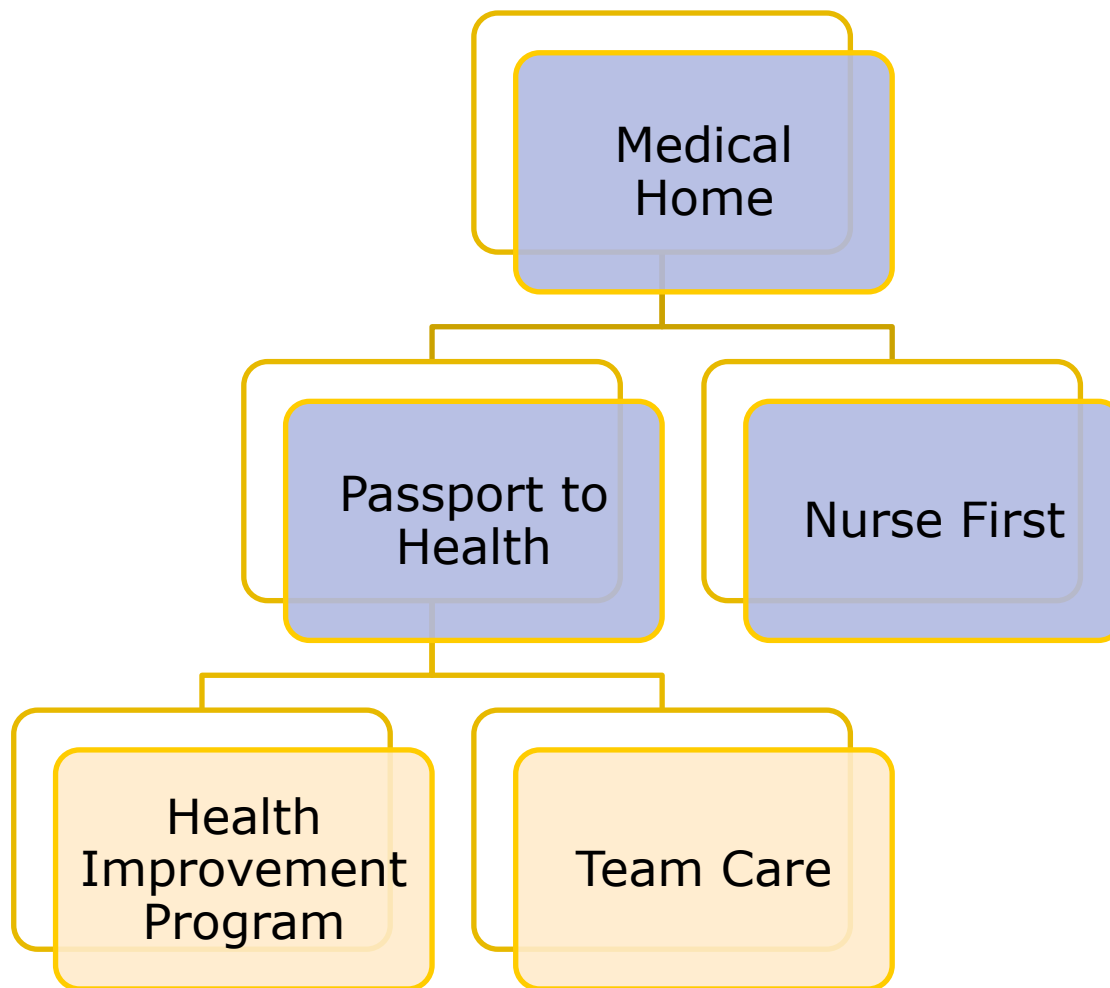 Medical
Home
Passport to
Health
Nurse First
Health
Improvement
Program
Team Care